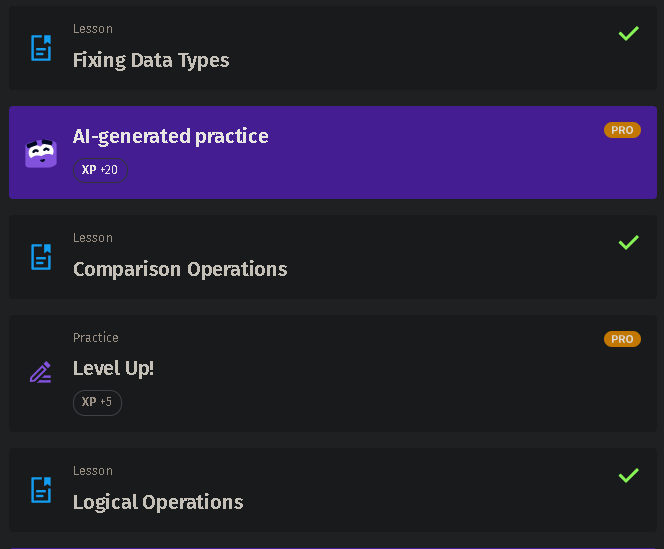 Lesson
Fixing Data Types
AI-generated practice
PRO
XP +20
Lesson
Comparison Operations
Practice
PRO
Level Up!
XP +5
Lesson
Logical Operations